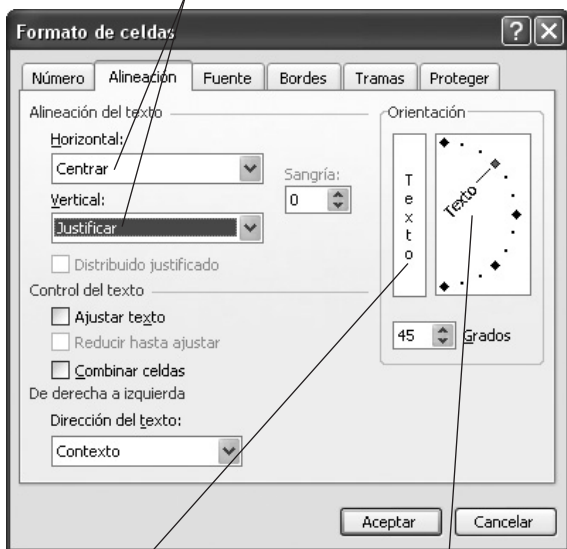 Formato de celdas
Número Alineación Fuente Bordes Tramas Proteger
Alineación del texto
Horizontal:
Centrar
Sangría:
0
Vertical:
Justificar
Distribuido justificado
Control del texto
Ajustar texto
Reducir hasta ajustar
Combinar celdas
De derecha a izquierda
Dirección del texto:
Contexto
Orientación
Texto
Texto
45 Grados
Aceptar Cancelar